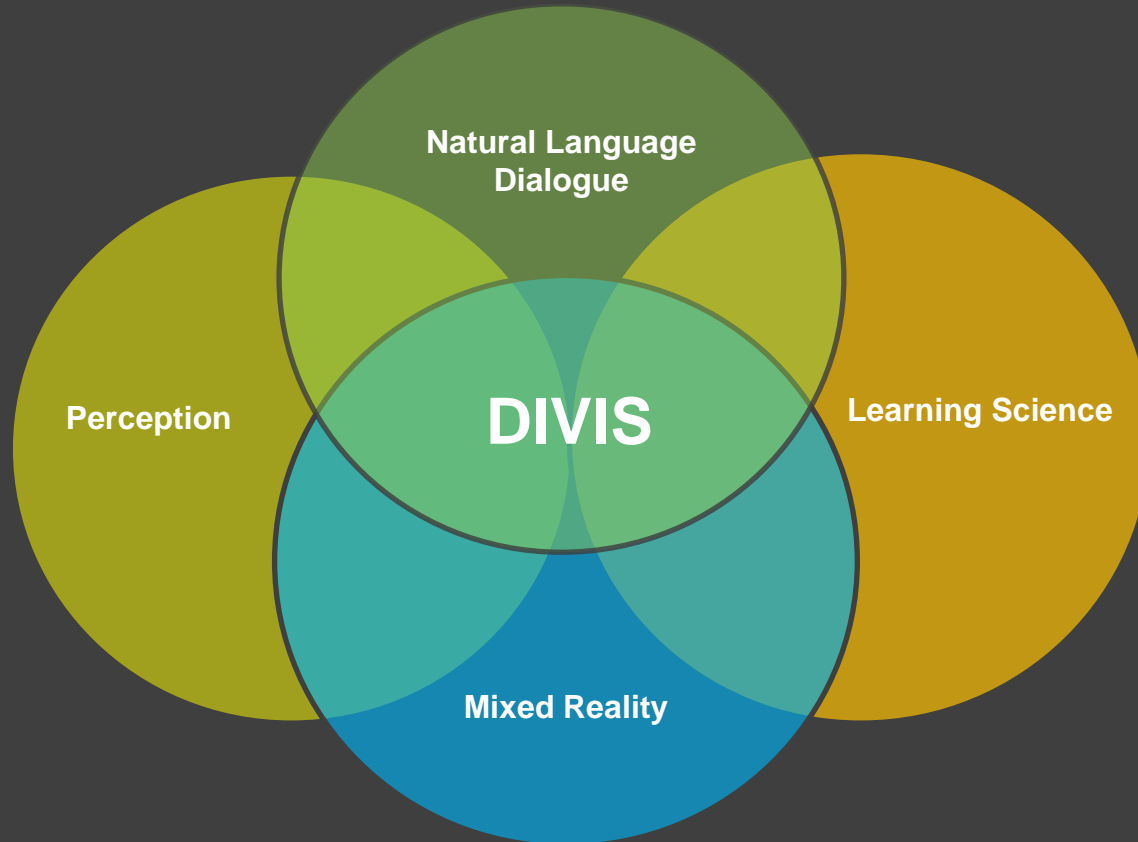 Natural Language
Dialogue
Perception
DIVIS
Learning Science
Mixed Reality